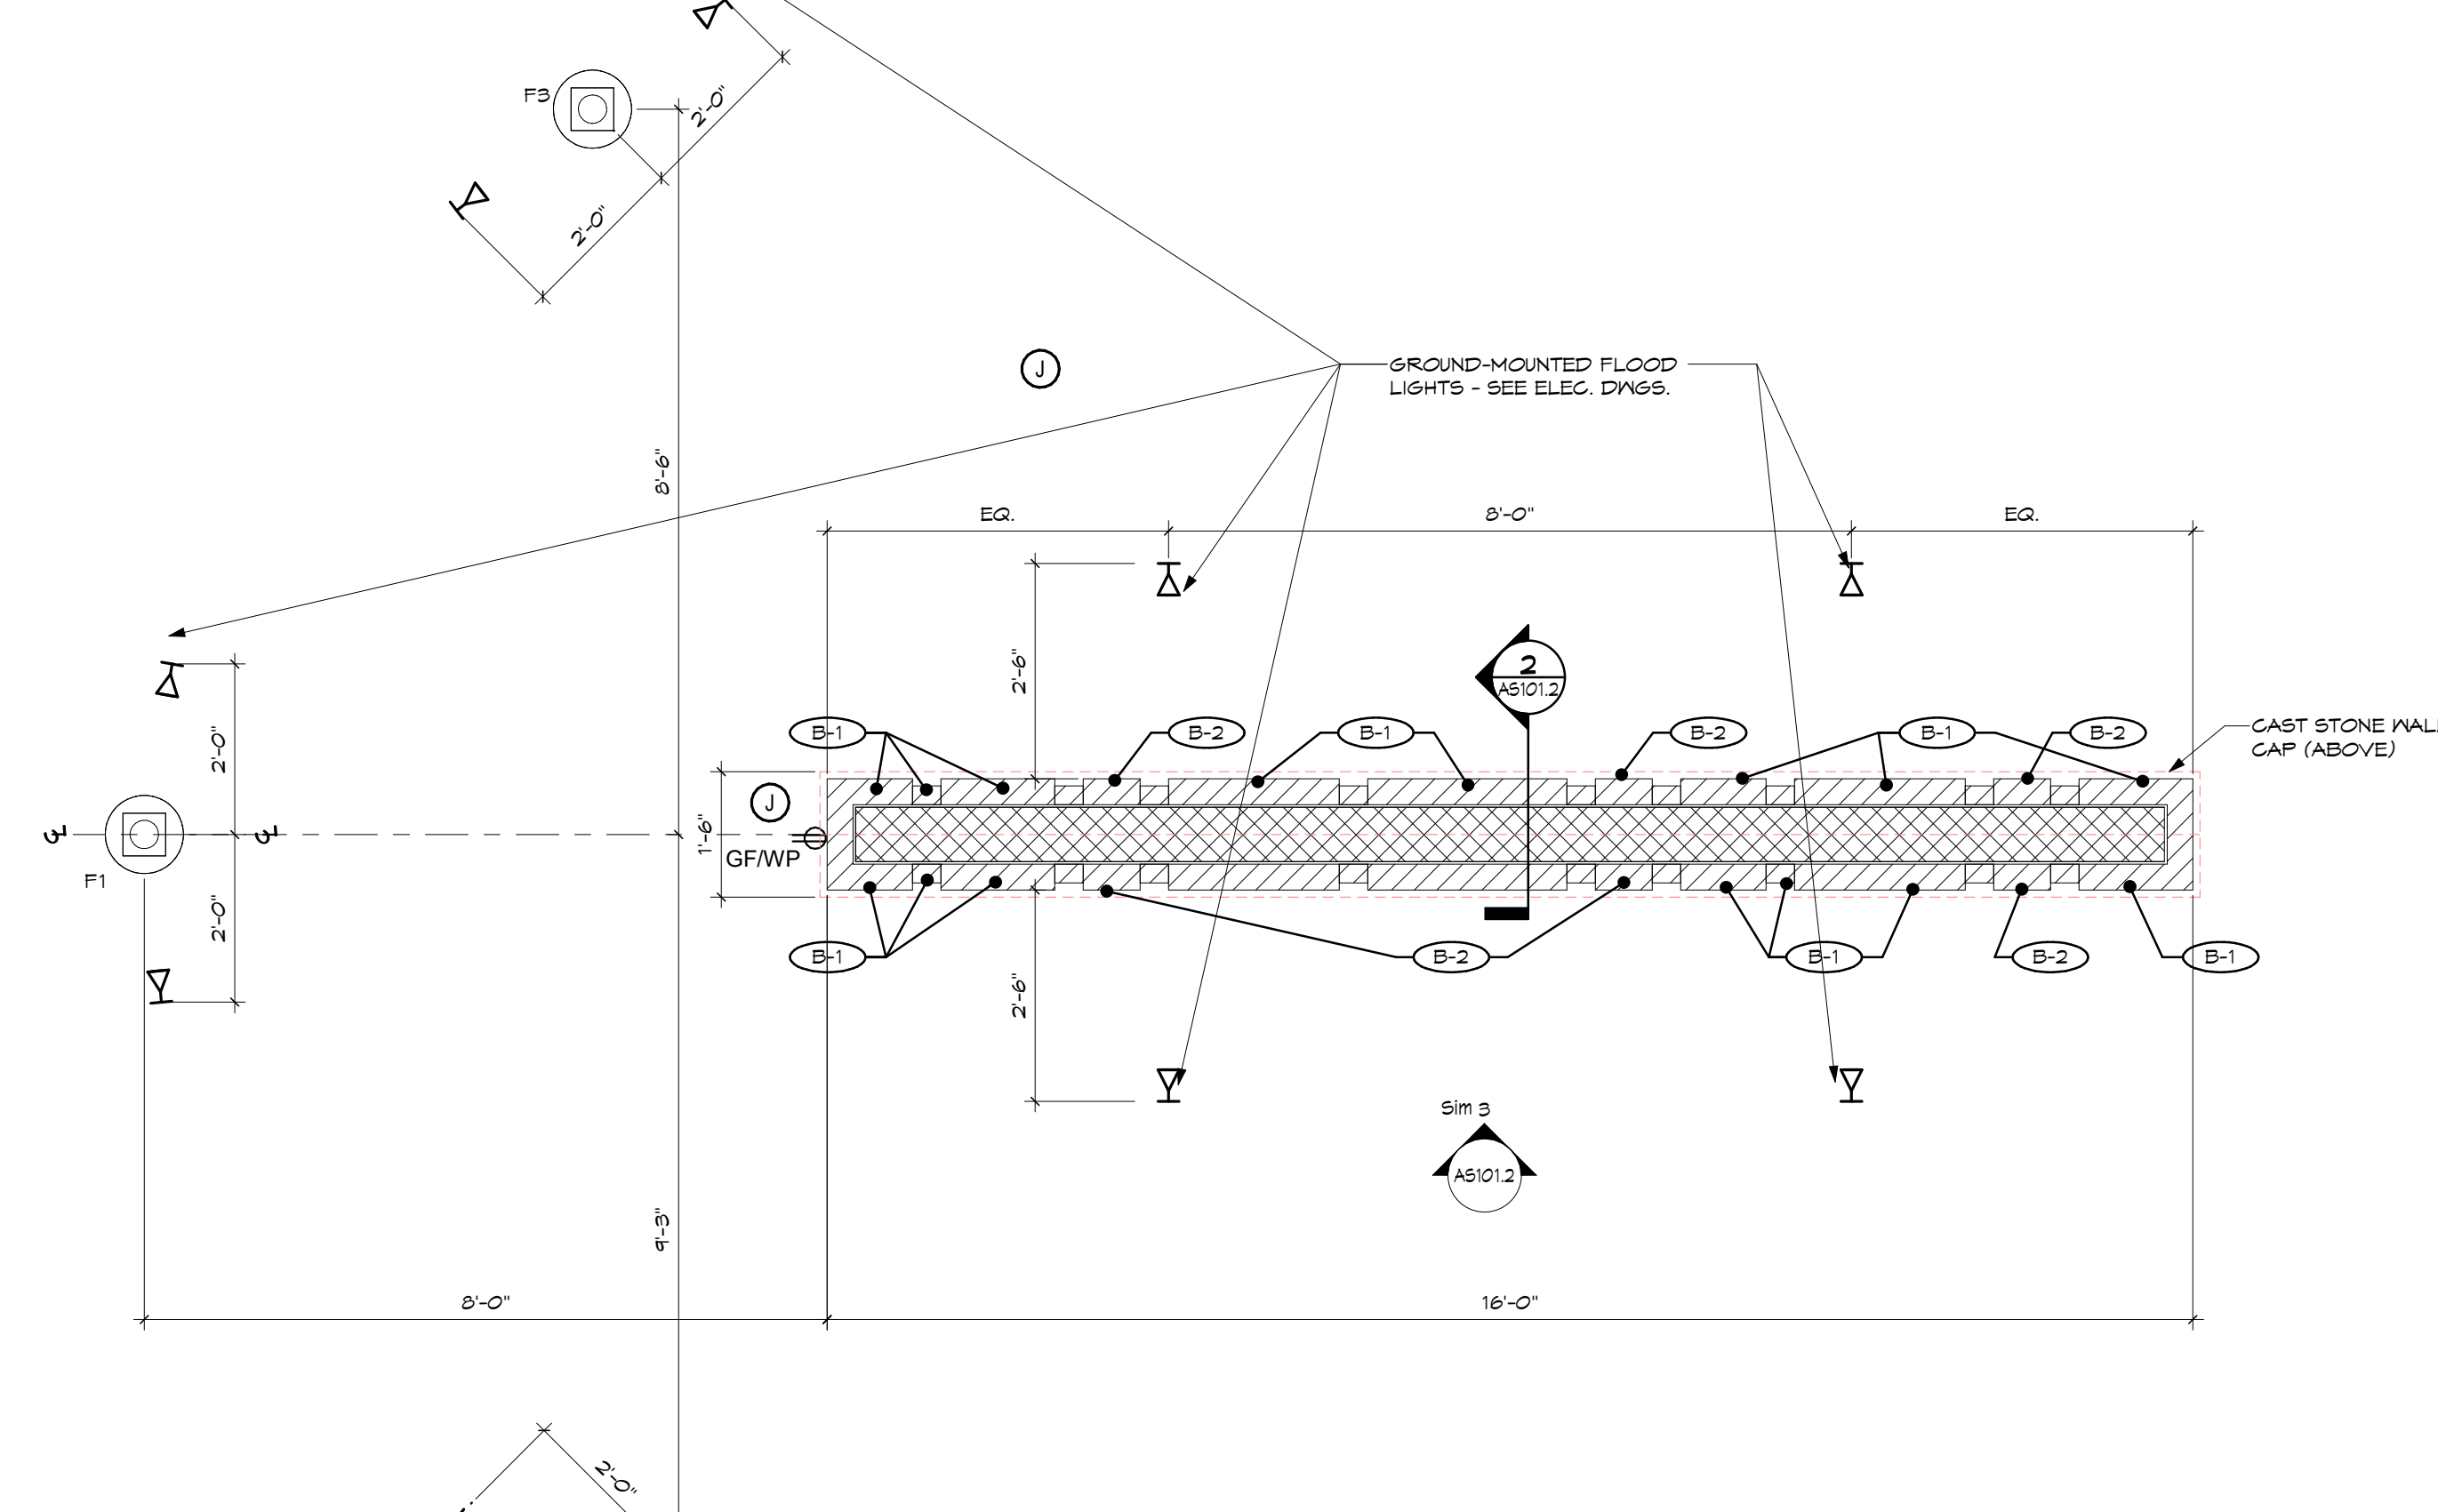 F3
2'-0"
2'-0"
J
GROUND-MOUNTED FLOOD
LIGHTS - SEE ELEC. DWGS.
8'-6"
EQ.
8'-0"
EQ.
2'-6"
2
AS101.2
B-1
B-2
B-1
B-2
B-1
B-2
CAST STONE
CAP (ABOVE)
2'-0"
J
1'-6"
GF/WP
F1
2'-0"
B-1
B-2
B-1
B-2
B-1
2'-6"
Sim 3
AS101.2
9'-3"
8'-0"
16'-0"
2'-0"